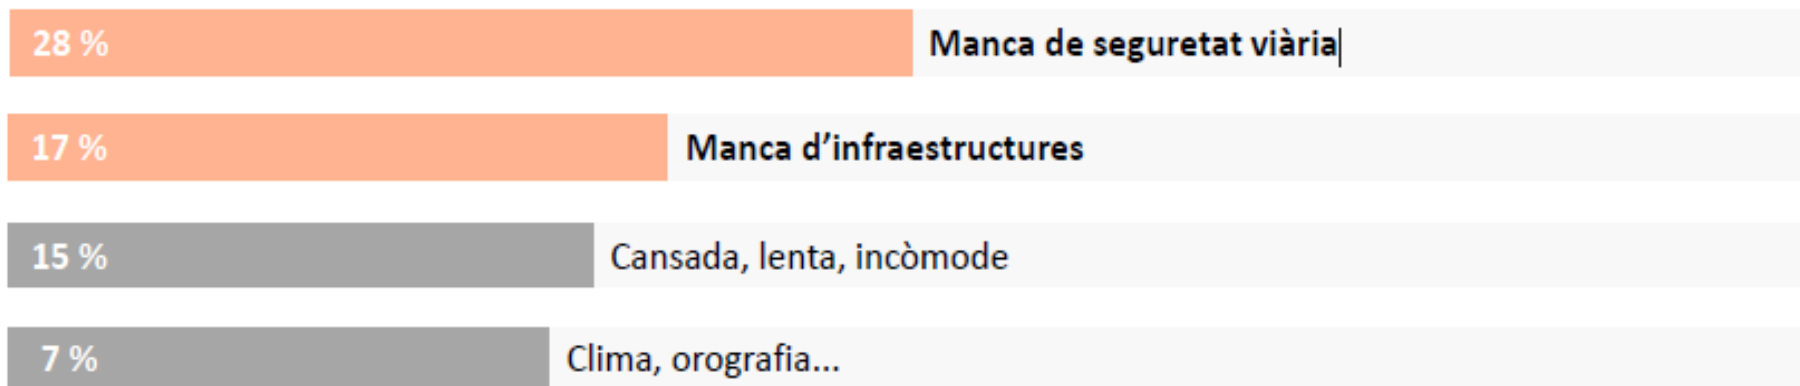 28 % Manca de seguretat viària
17 % Manca d’infraestructures
15 % Cansada, lenta, incòmode
7 % Clima, orografia...